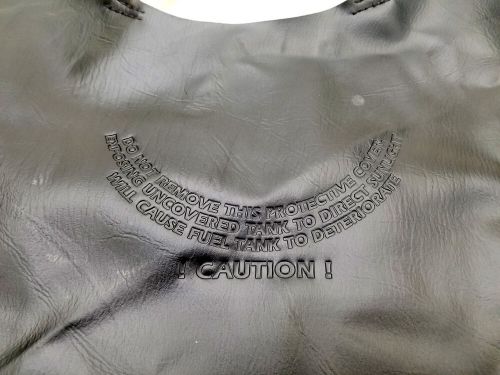 DO NOT REMOVE THIS PROTECTIVE COVER
EXPOSING UNCOVERED TANK TO DIRECT SUNLIGHT
WILL CAUSE FUEL TANK TO DETERIORATE
! CAUTION !